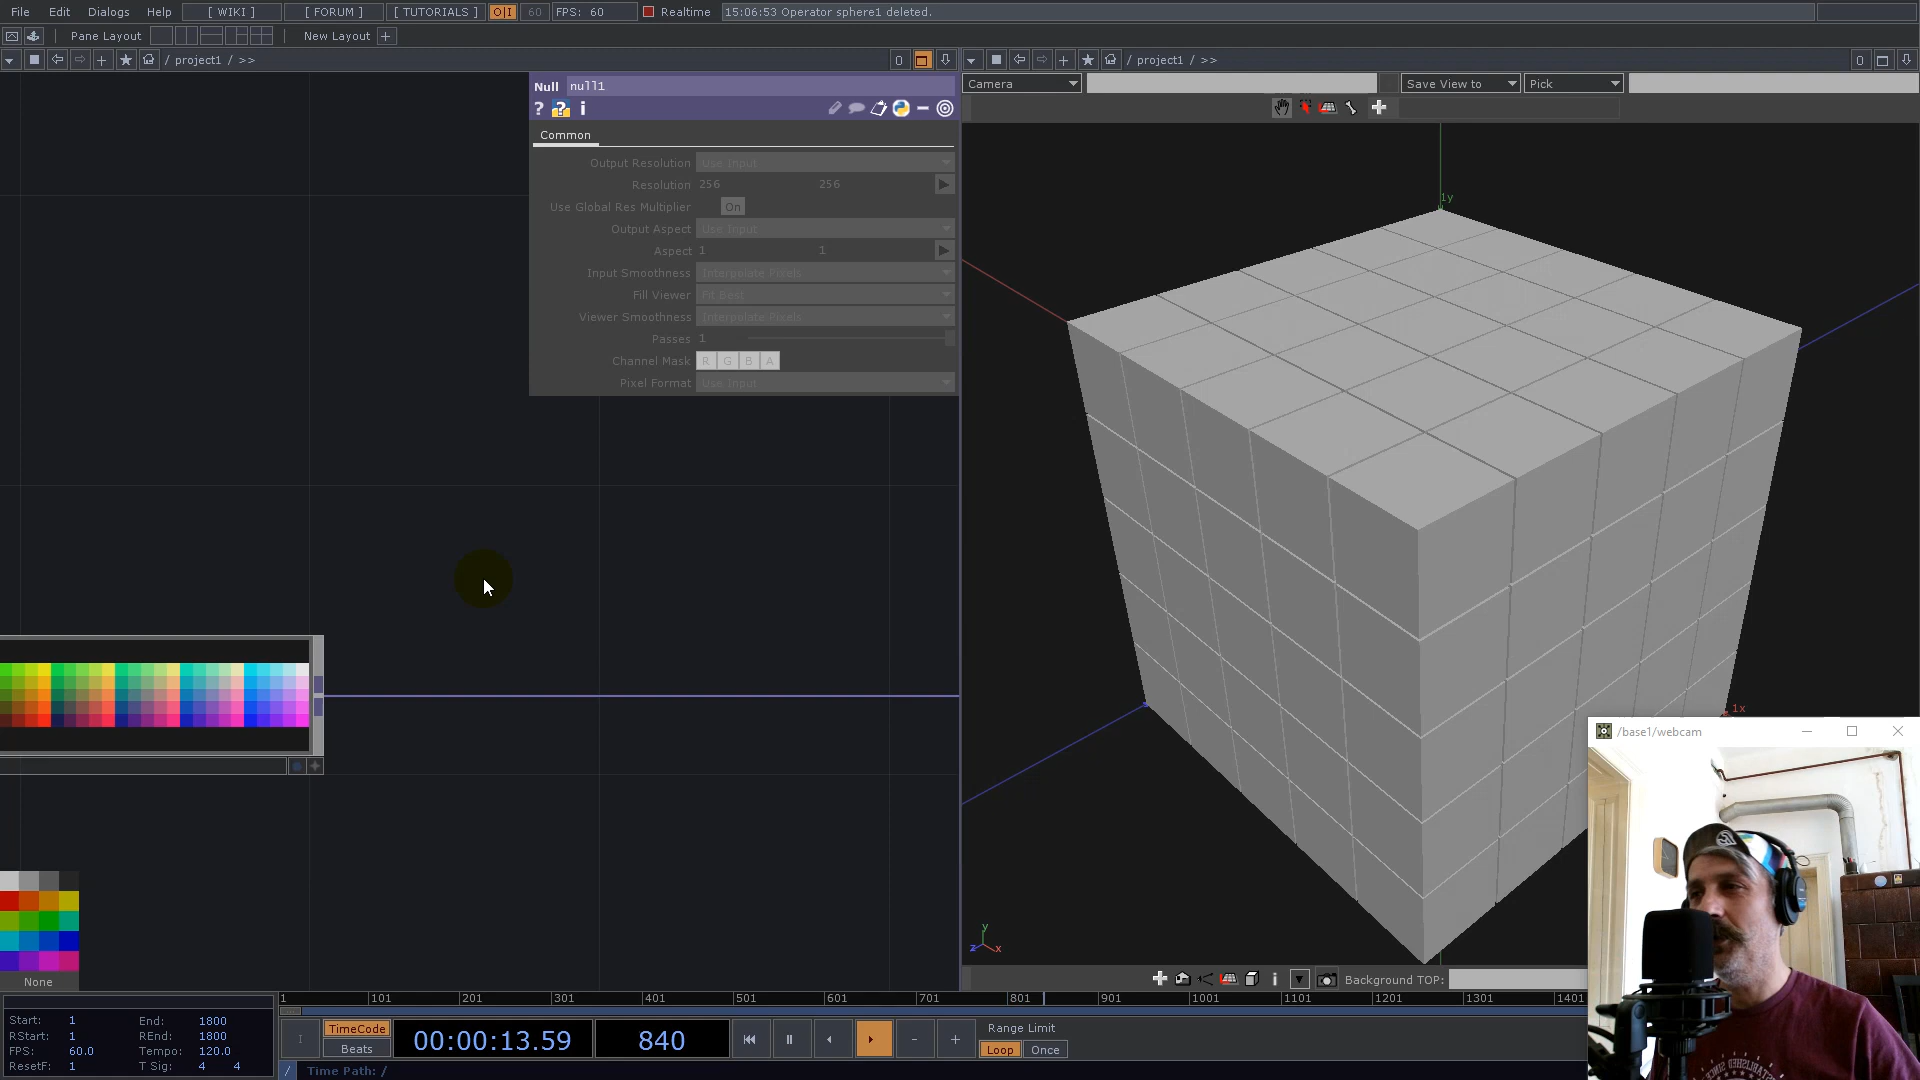 File Edit Dialogs Help [ WIKI ] [ FORUM ] [ TUTORIALS ] O|I 60 FPS: 60 Realtime 15:06:53 Operator sphere1 deleted.
Pane Layout New Layout +
/ project1 / >> 0
/ project1 / >> 0
Null null1
Camera Save View to Pick
? ? i
Common
Output Resolution Use Input
Resolution 256 256
Use Global Res Multiplier On
Output Aspect Use Input
Aspect 1 1
Input Smoothness Interpolate Pixels
Fill Viewer Fit Best
Viewer Smoothness Interpolate Pixels
Passes 1
Channel Mask R G B A
Pixel Format Use Input
1y
1x
/base1/webcam
y
z x
None
i Background TOP:
1 101 201 301 401 501 601 701 801 901 1001 1101 1201 1301 1401
Start: 1 End: 1800
RStart: 1 REnd: 1800
FPS: 60.0 Tempo: 120.0
ResetF: 1 T Sig: 4 4
I TimeCode 00:00:13.59 840 - + Range Limit
Beats Loop Once
/ Time Path: /